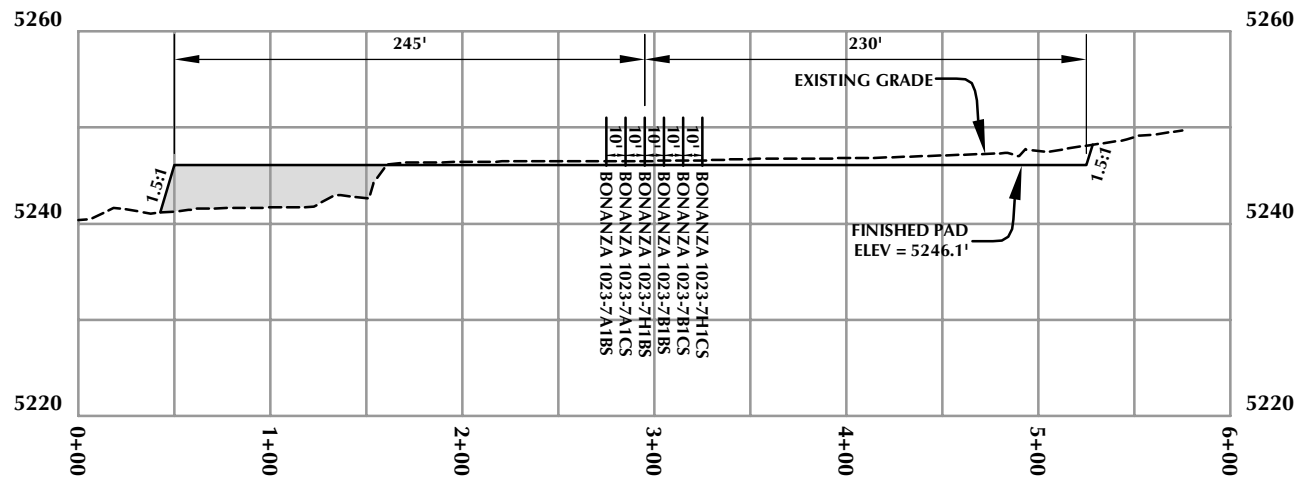 5260
5260
245'
230'
EXISTING GRADE
10'
10'
10'
10'
10'
1.5:1
1.5:1
5240
5240
FINISHED PAD
ELEV = 5246.1'
BONANZA 1023-7A1BS
BONANZA 1023-7A1CS
BONANZA 1023-7H1BS
BONANZA 1023-7B1BS
BONANZA 1023-7B1CS
BONANZA 1023-7H1CS
5220
5220
0+00
1+00
2+00
3+00
4+00
5+00
6+00